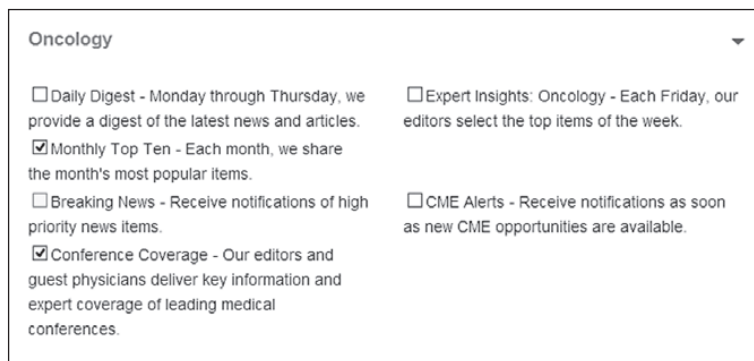 Oncology
Daily Digest - Monday through Thursday, we
provide a digest of the latest news and articles.
Monthly Top Ten - Each month, we share
the month's most popular items.
Breaking News - Receive notifications of high
priority news items.
Conference Coverage - Our editors and
guest physicians deliver key information and
expert coverage of leading medical
conferences.
Expert Insights: Oncology - Each Friday, our
editors select the top items of the week.
CME Alerts - Receive notifications as soon
as new CME opportunities are available.